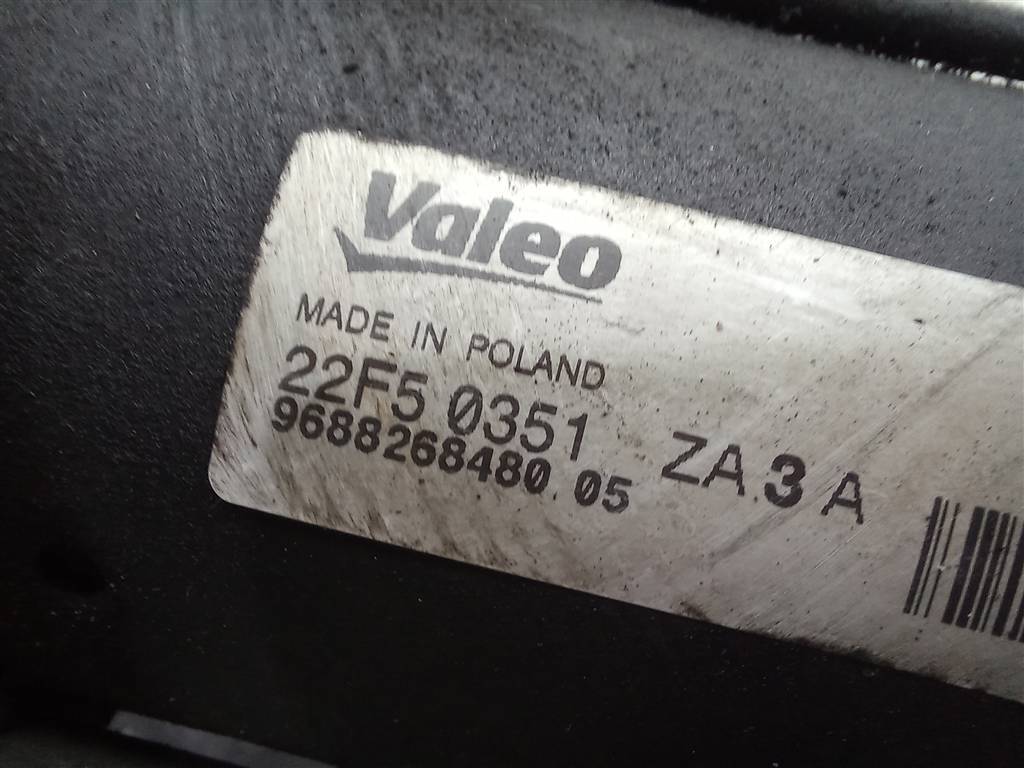 Valeo
MADE IN POLAND
22F5 0351 ZA.3 A
9688268480.05